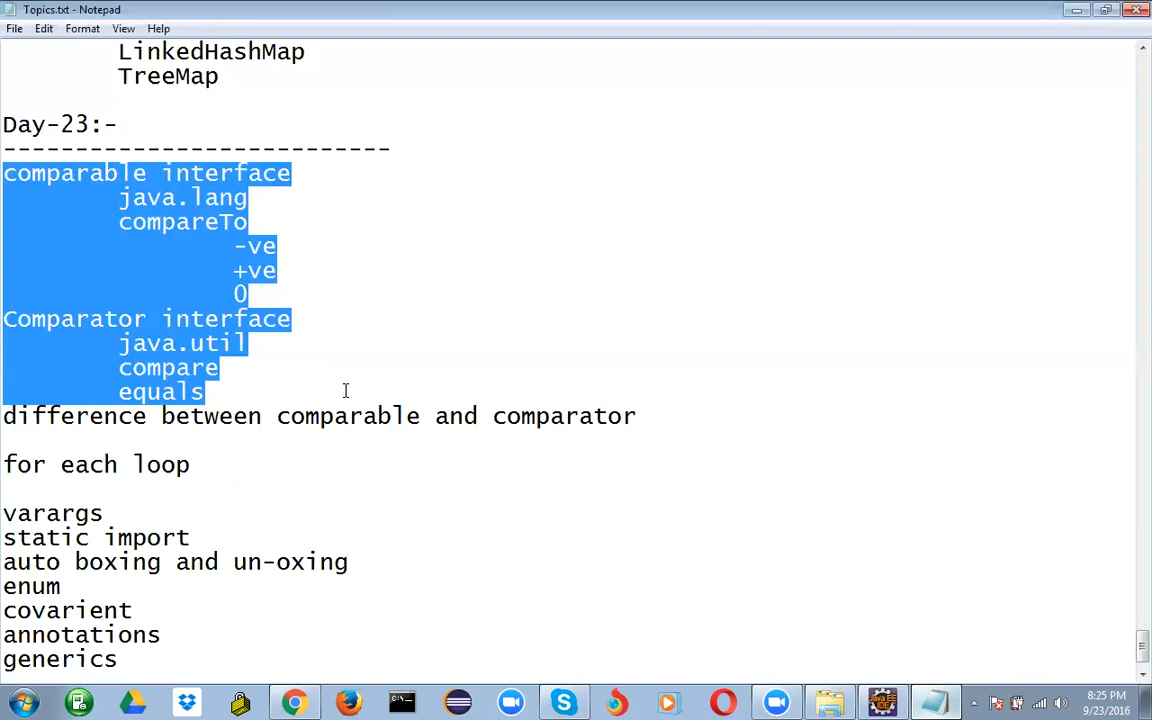 Topics.txt - Notepad
File Edit Format View Help
LinkedHashMap
TreeMap
Day-23:-
---------------------------
comparable interface
java.lang
compareTo
-ve
+ve
0
Comparator interface
java.util
compare
equals
difference between comparable and comparator
for each loop
varargs
static import
auto boxing and un-oxing
enum
covarient
annotations
generics
8:25 PM
9/23/2016